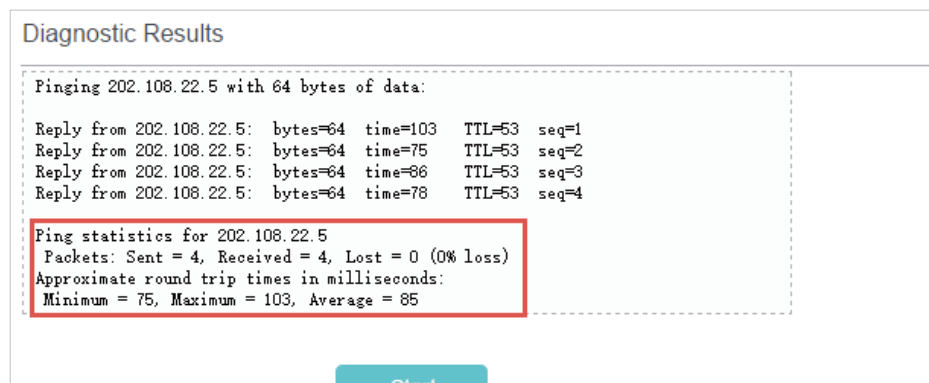 Diagnostic Results
Pinging 202.108.22.5 with 64 bytes of data:
Reply from 202.108.22.5: bytes=64 time=103 TTL=53 seq=1
Reply from 202.108.22.5: bytes=64 time=75 TTL=53 seq=2
Reply from 202.108.22.5: bytes=64 time=86 TTL=53 seq=3
Reply from 202.108.22.5: bytes=64 time=78 TTL=53 seq=4
Ping statistics for 202.108.22.5
Packets: Sent = 4, Received = 4, Lost = 0 (0% loss)
Approximate round trip times in milliseconds:
Minimum = 75, Maximum = 103, Average = 85